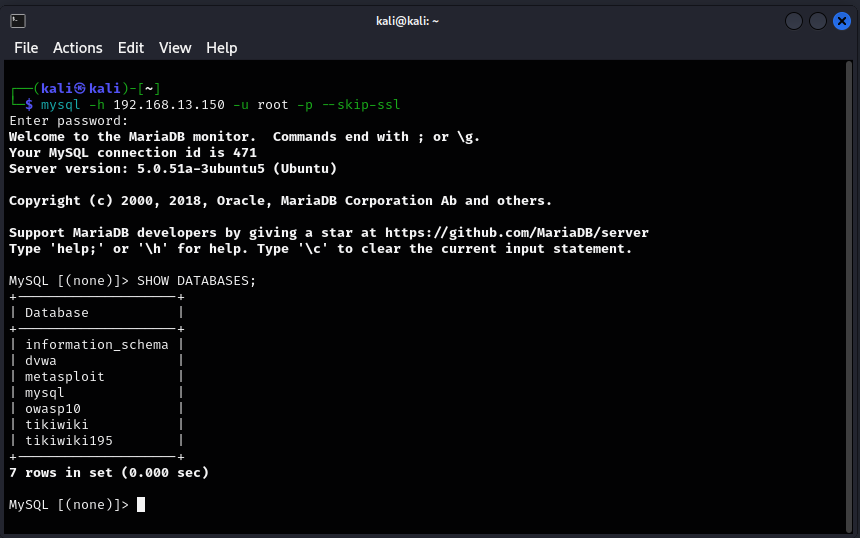 kali@kali: ~
File Actions Edit View Help
┌──(kali㉿kali)-[~]
└─$ mysql -h 192.168.13.150 -u root -p --skip-ssl
Enter password:
Welcome to the MariaDB monitor.  Commands end with ; or \g.
Your MySQL connection id is 471
Server version: 5.0.51a-3ubuntu5 (Ubuntu)
Copyright (c) 2000, 2018, Oracle, MariaDB Corporation Ab and others.
Support MariaDB developers by giving a star at https://github.com/MariaDB/server
Type 'help;' or '\h' for help. Type '\c' to clear the current input statement.
MySQL [(none)]> SHOW DATABASES;
+--------------------+
| Database           |
+--------------------+
| information_schema |
| dvwa               |
| metasploit         |
| mysql              |
| owasp10            |
| tikiwiki           |
| tikiwiki195        |
+--------------------+
7 rows in set (0.000 sec)
MySQL [(none)]>